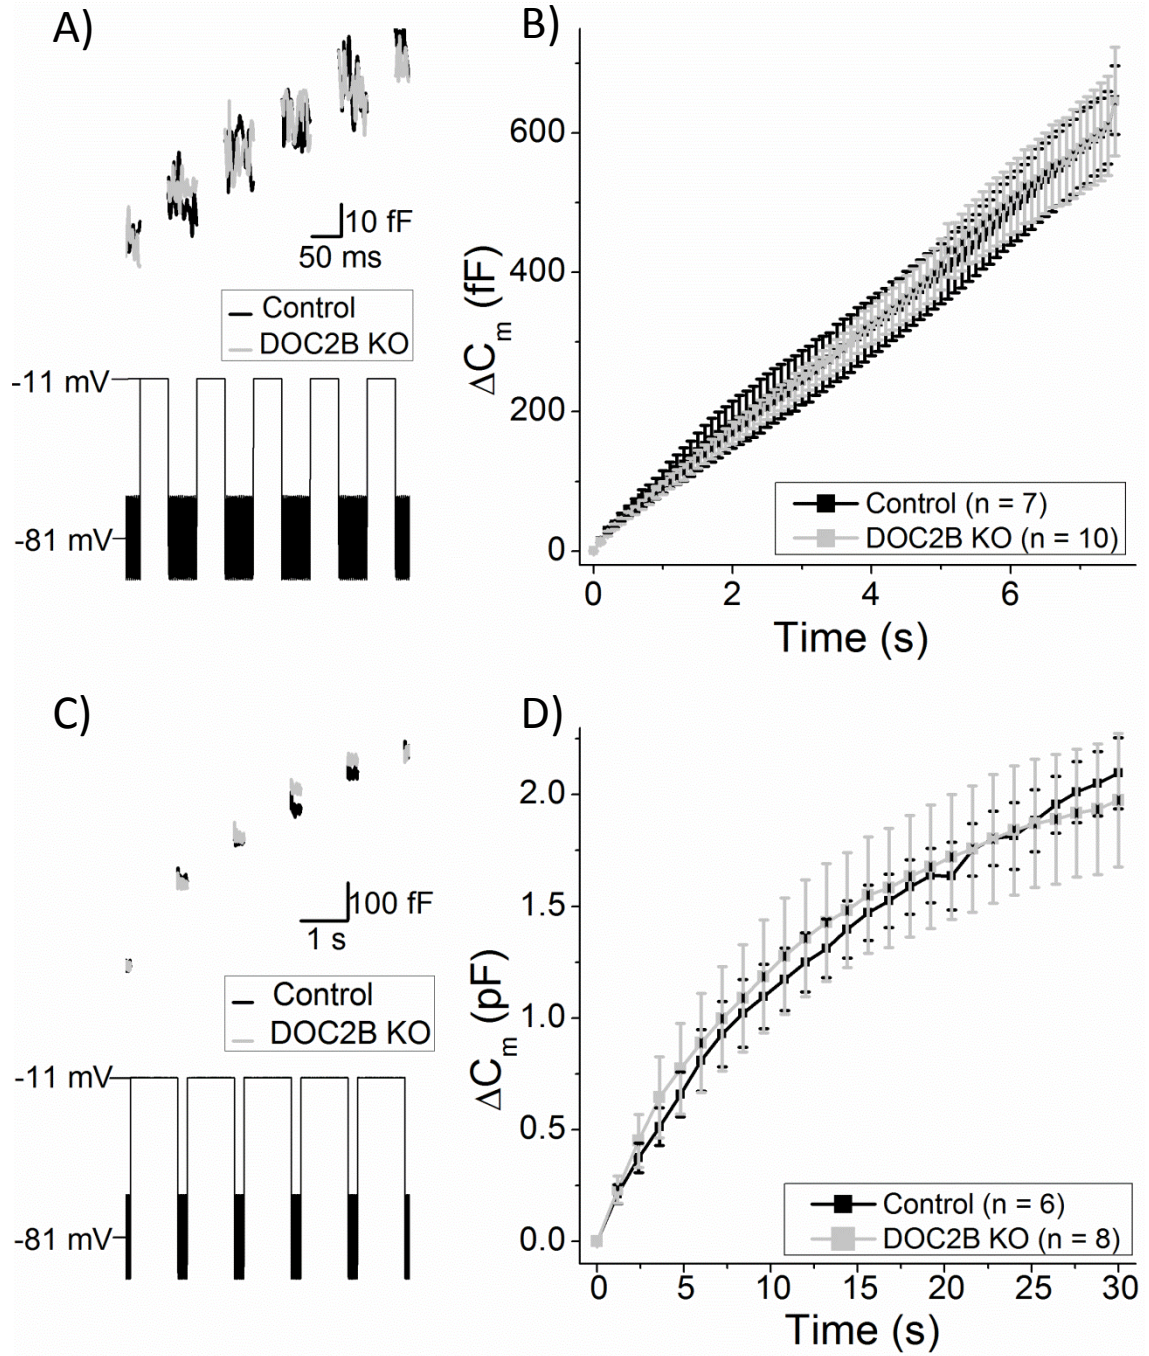 A)
10 fF
50 ms
Control
DOC2B KO
-11 mV
-81 mV
B)
ΔCm (fF)
600
400
200
0
0 2 4 6
Time (s)
Control (n = 7)
DOC2B KO (n = 10)
C)
100 fF
1 s
Control
DOC2B KO
-11 mV
-81 mV
D)
ΔCm (pF)
2.0
1.5
1.0
0.5
0.0
0 5 10 15 20 25 30
Time (s)
Control (n = 6)
DOC2B KO (n = 8)